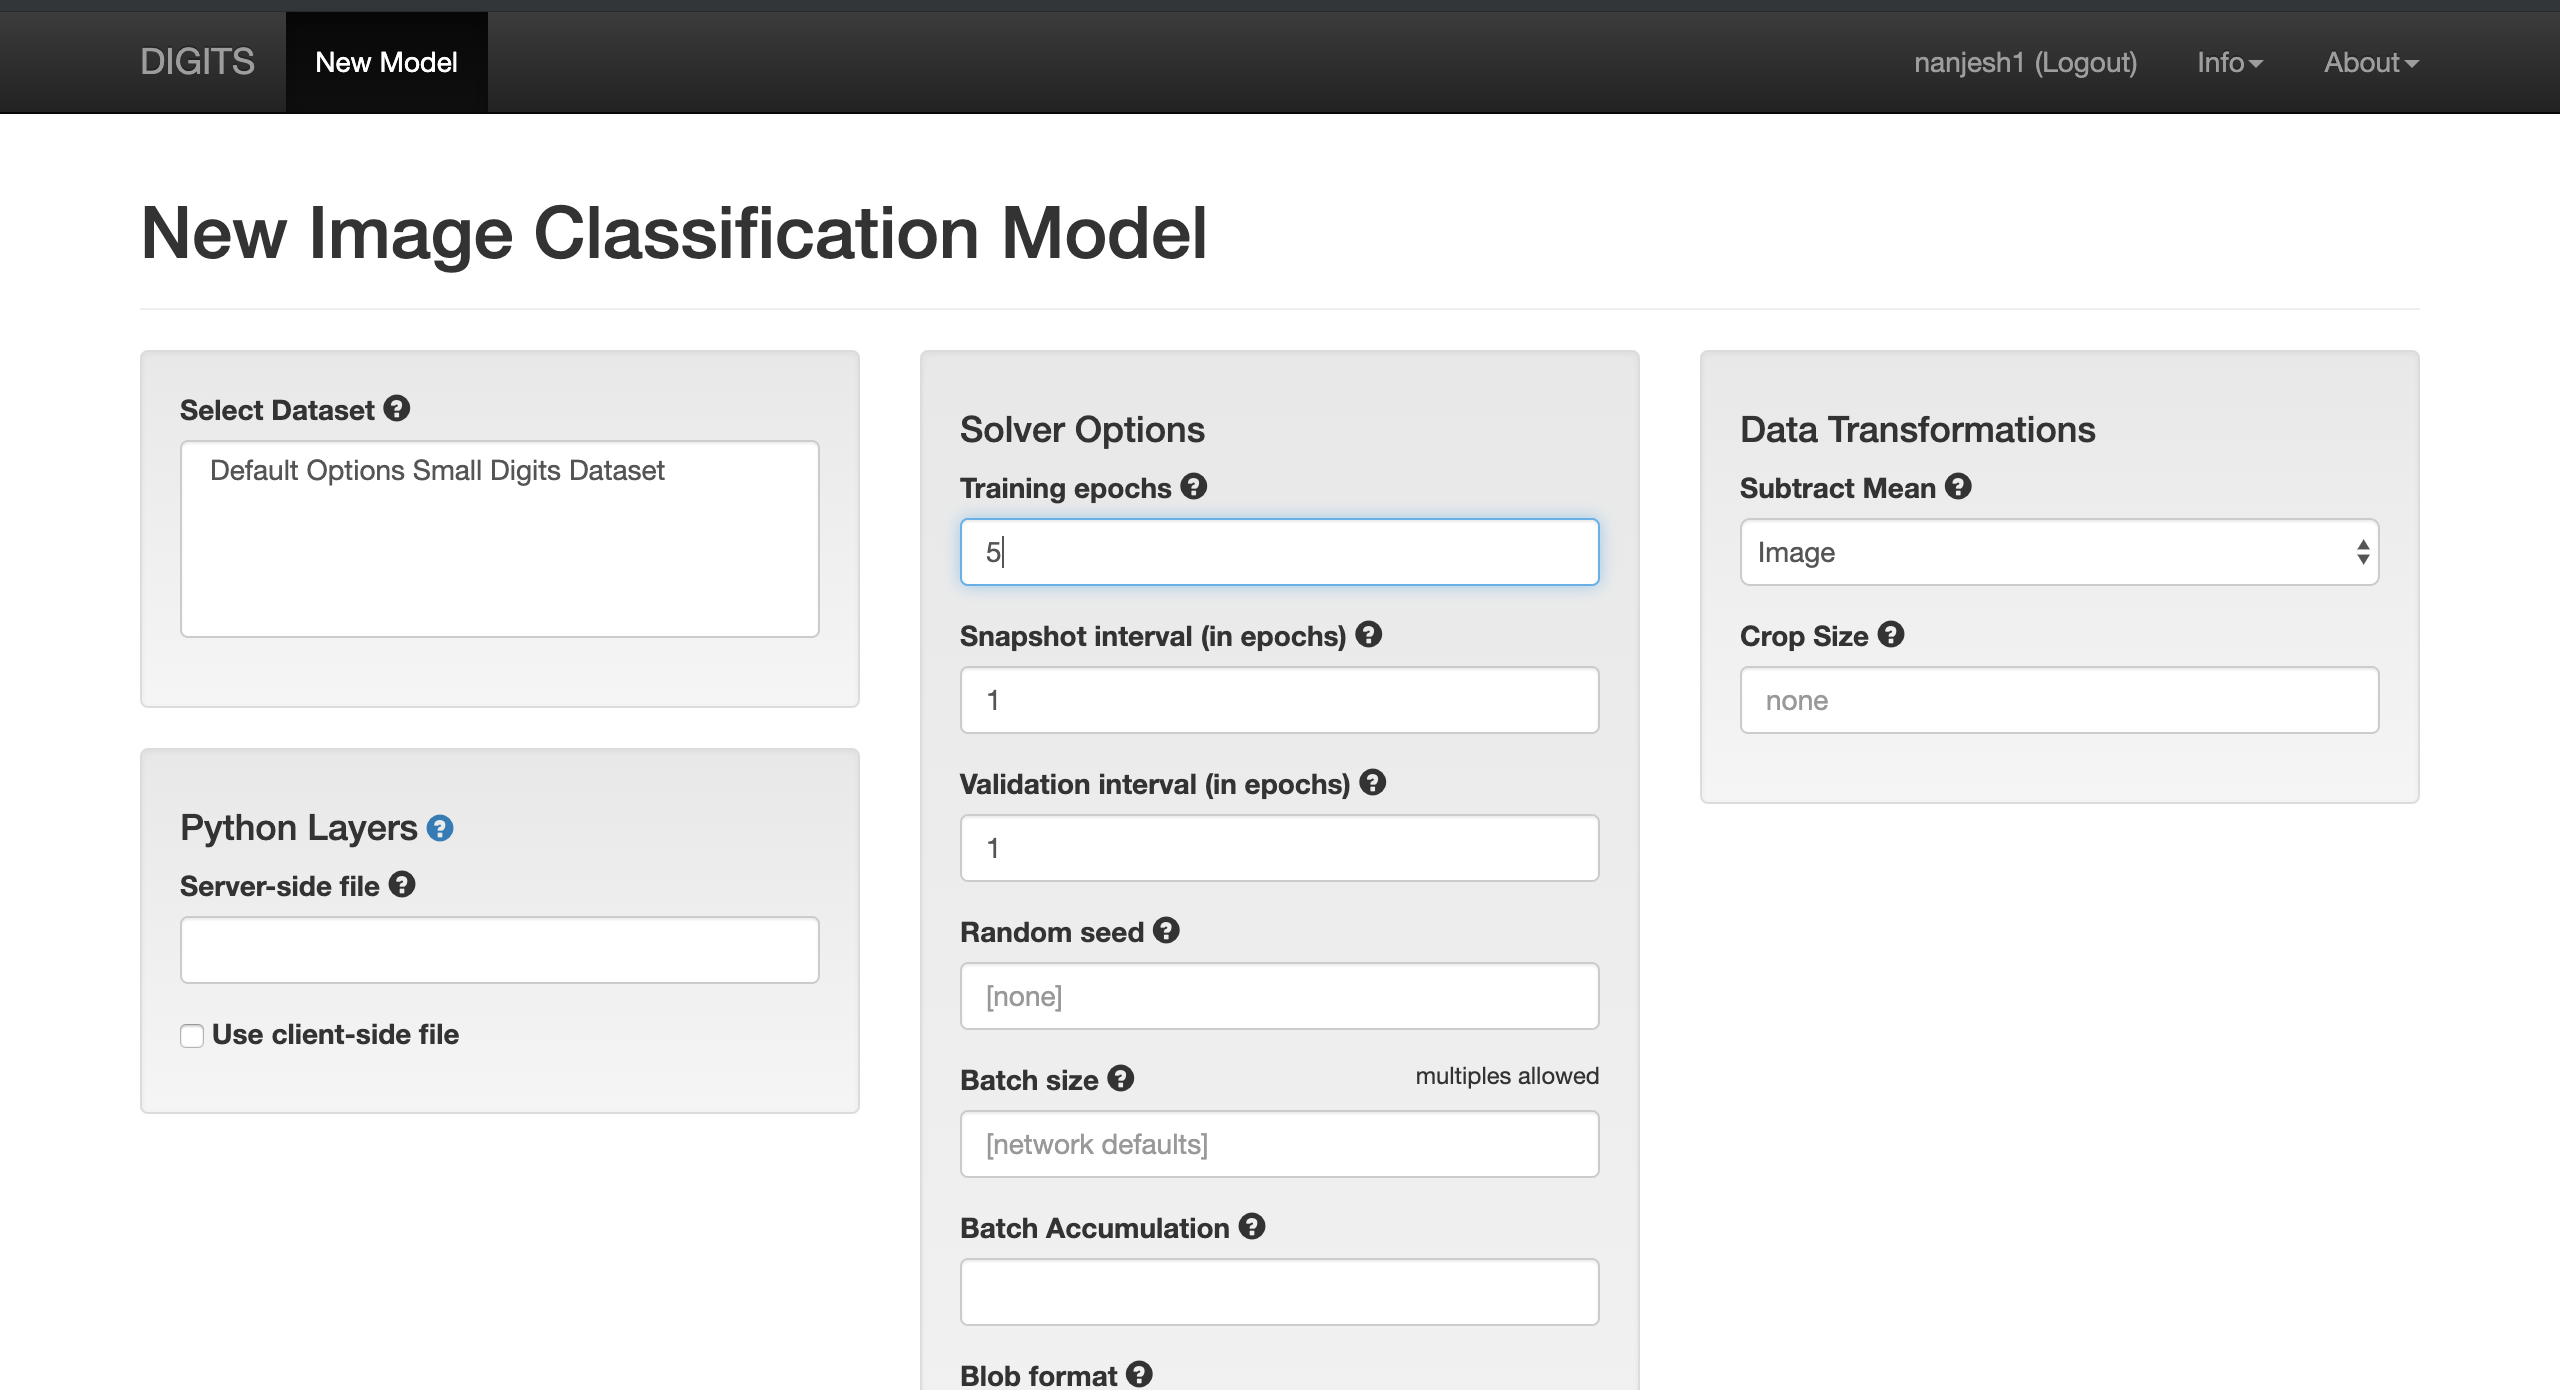 DIGITS New Model nanjesh1 (Logout) Info About
New Image Classification Model
Select Dataset
Default Options Small Digits Dataset
Python Layers
Server-side file
Use client-side file
Solver Options
Training epochs
5
Snapshot interval (in epochs)
1
Validation interval (in epochs)
1
Random seed
[none]
Batch size multiples allowed
[network defaults]
Batch Accumulation
Blob format
Data Transformations
Subtract Mean
Image
Crop Size
none